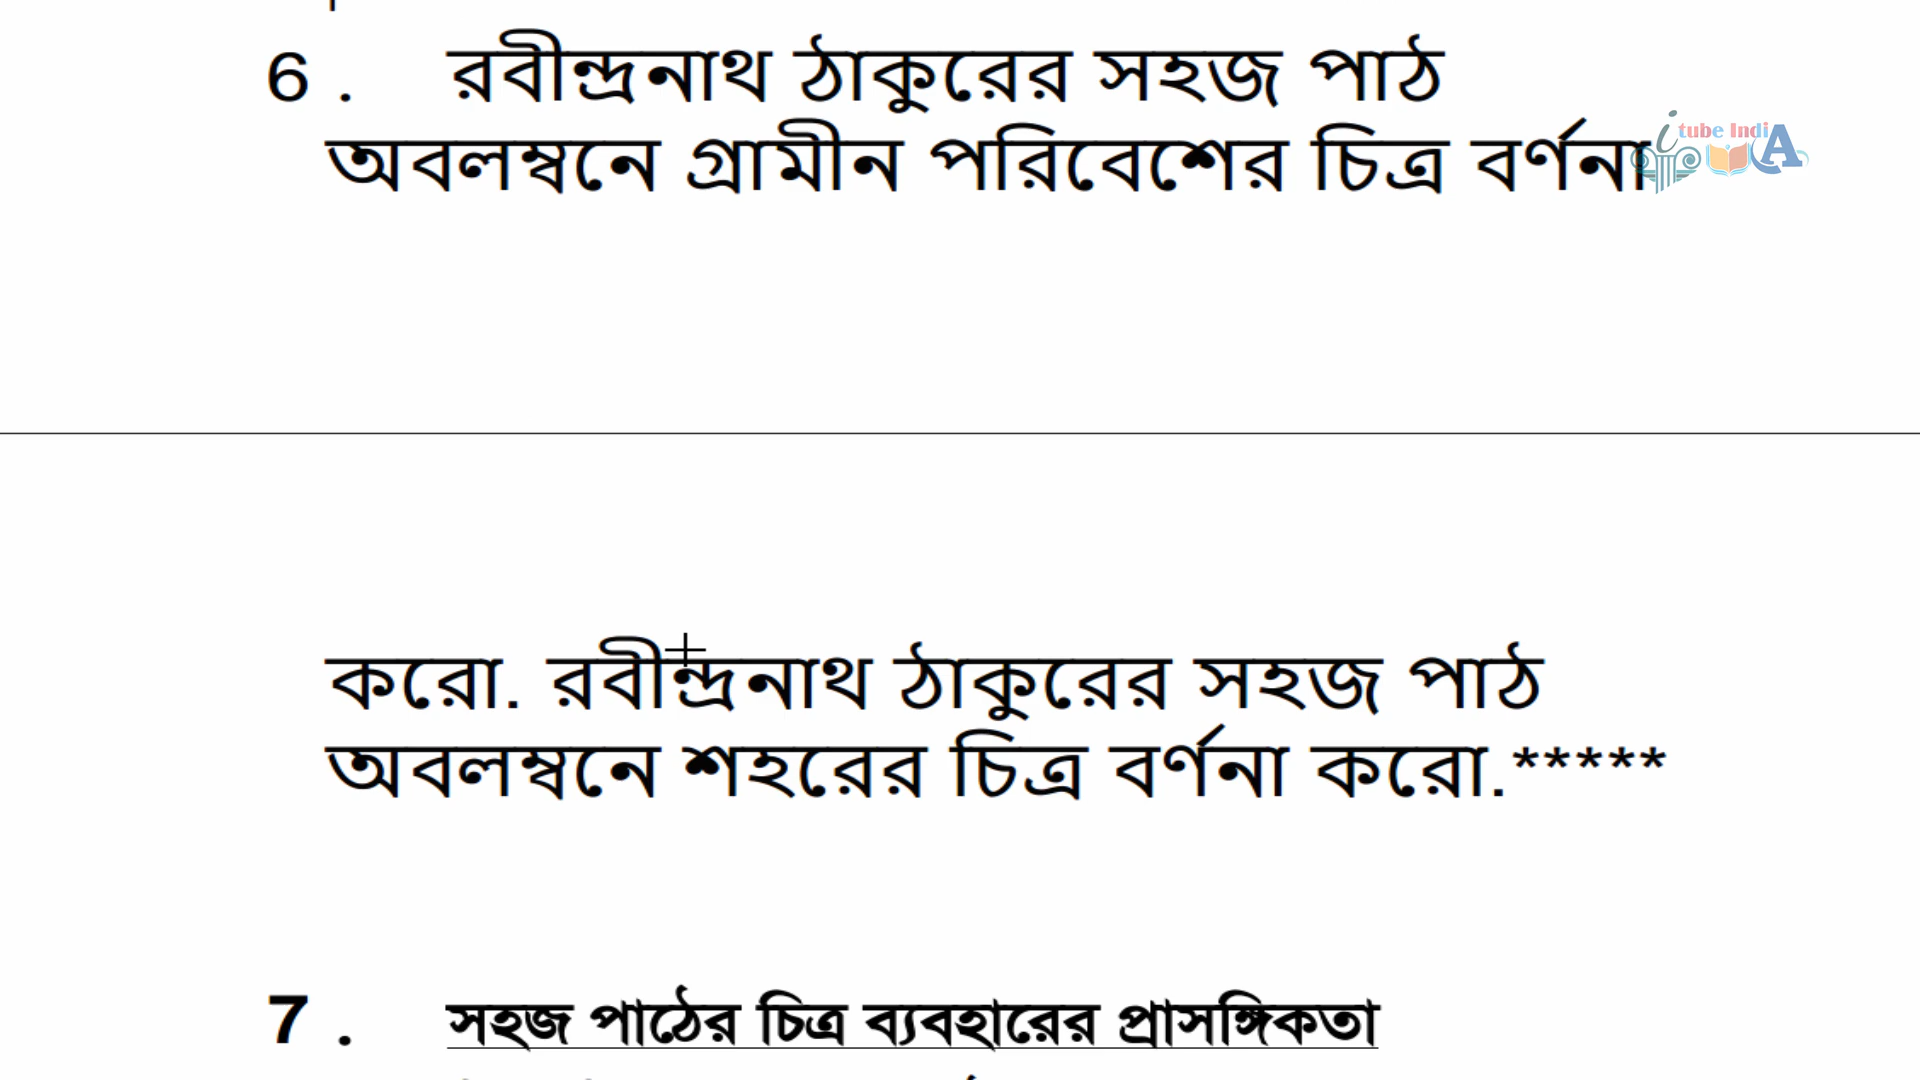 6 . রবীন্দ্রনাথ ঠাকুরের সহজ পাঠ
অবলম্বনে গ্রামীন পরিবেশের চিত্র বর্ণনা
itube IndiA
করো. রবীন্দ্রনাথ ঠাকুরের সহজ পাঠ
অবলম্বনে শহরের চিত্র বর্ণনা করো.*****
7 . সহজ পাঠের চিত্র ব্যবহারের প্রাসঙ্গিকতা